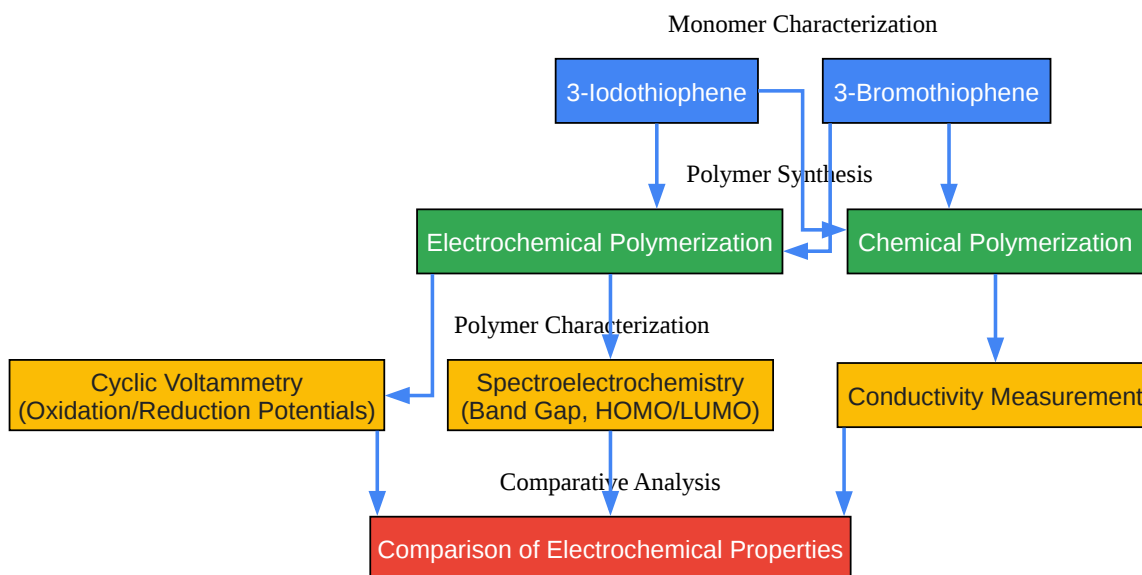 Monomer Characterization
3-Iodothiophene
3-Bromothiophene
Polymer Synthesis
Electrochemical Polymerization
Chemical Polymerization
Polymer Characterization
Cyclic Voltammetry
(Oxidation/Reduction Potentials)
Spectroelectrochemistry
(Band Gap, HOMO/LUMO)
Conductivity Measurement
Comparative Analysis
Comparison of Electrochemical Properties